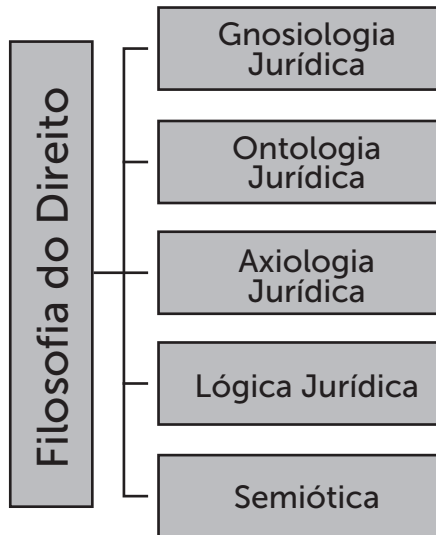 Filosofia do Direito
Gnosiologia
Jurídica
Ontologia
Jurídica
Axiologia
Jurídica
Lógica Jurídica
Semiótica